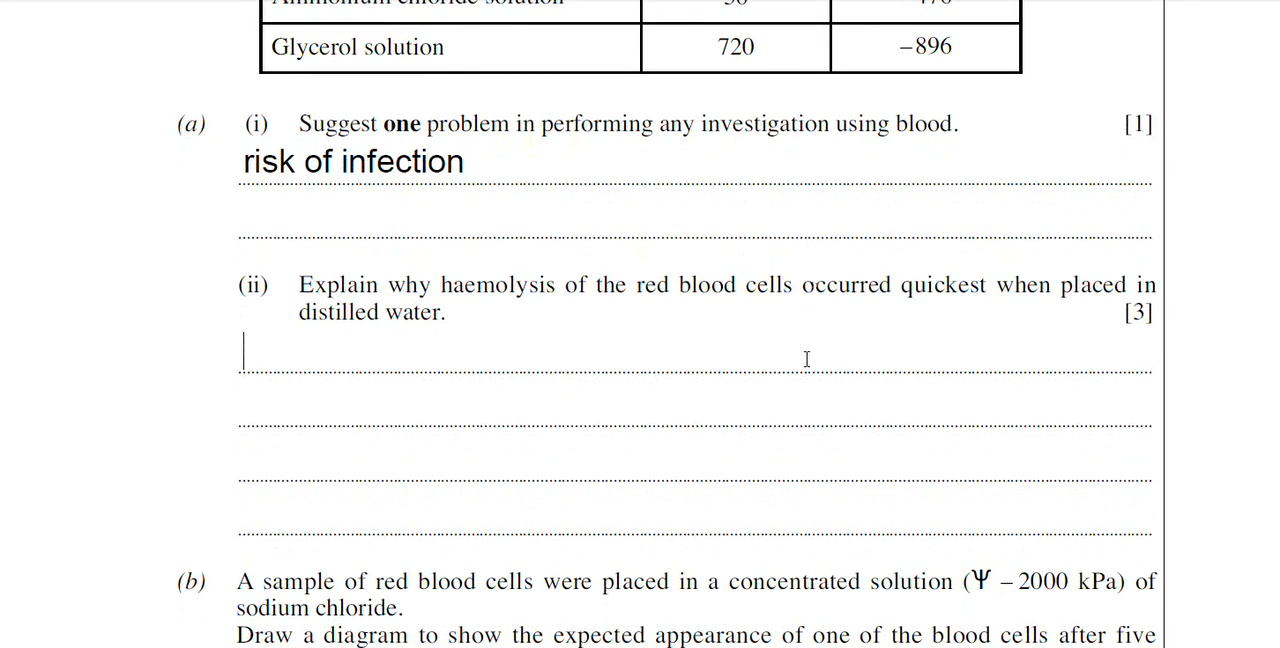 Glycerol solution 720 –896
(a) (i) Suggest one problem in performing any investigation using blood. [1]
risk of infection
(ii) Explain why haemolysis of the red blood cells occurred quickest when placed in
distilled water. [3]
(b) A sample of red blood cells were placed in a concentrated solution (Ψ – 2000 kPa) of
sodium chloride.
Draw a diagram to show the expected appearance of one of the blood cells after five